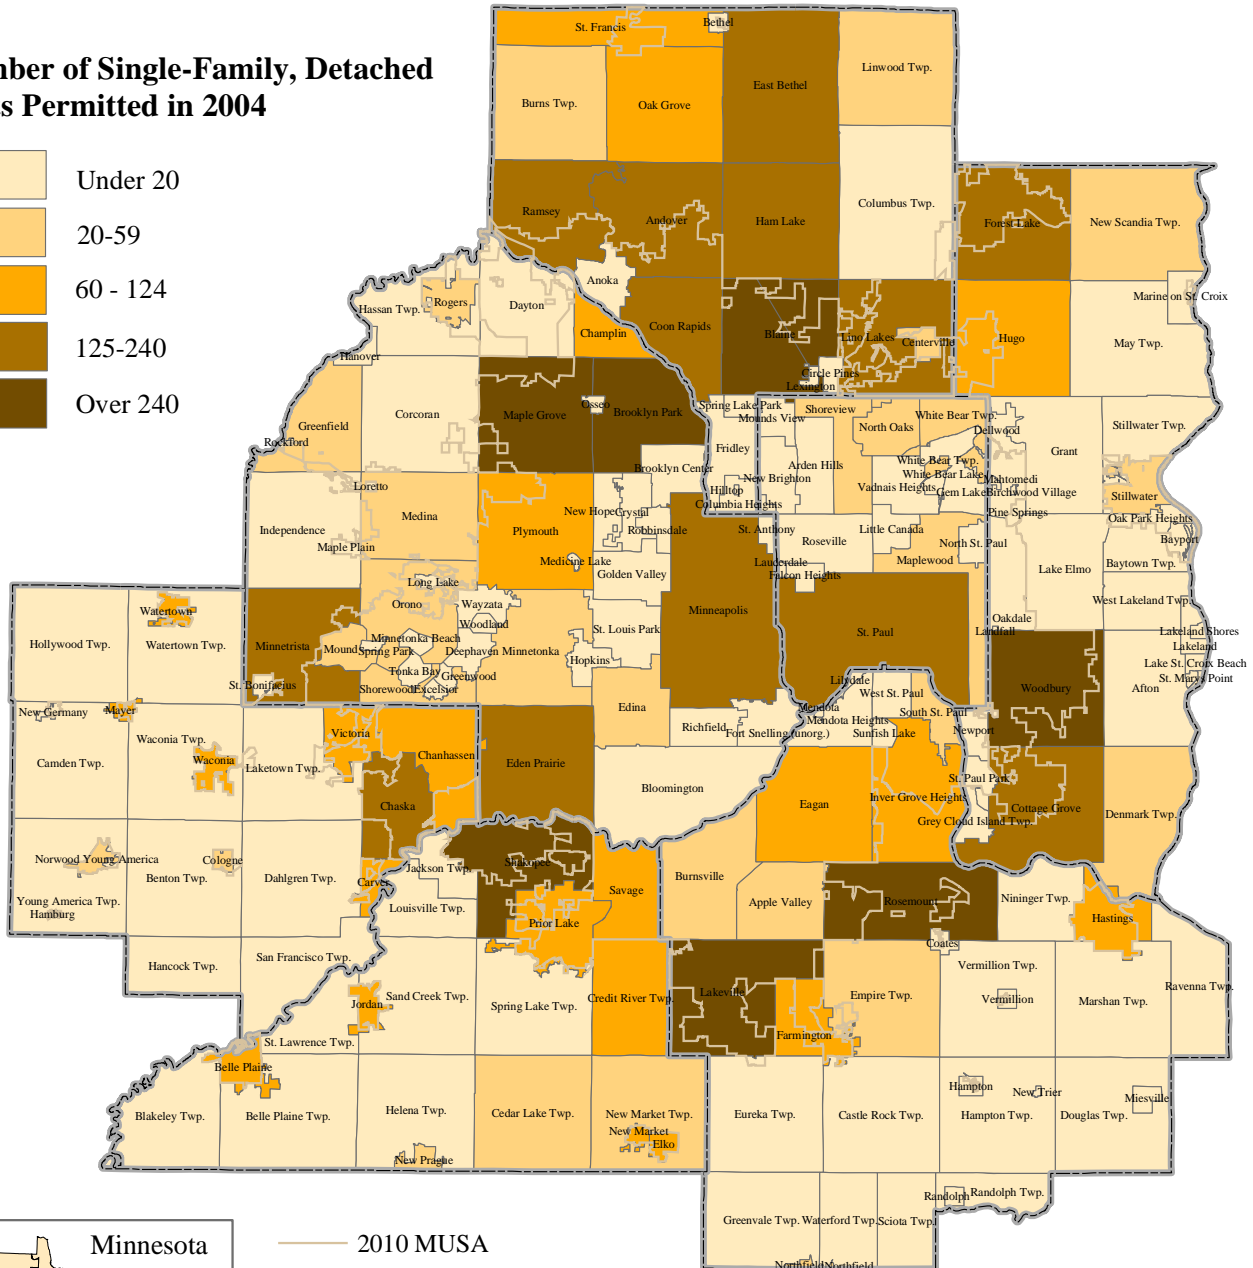 mber of Single-Family, Detached
s Permitted in 2004
Under 20
20-59
60 - 124
125-240
Over 240
St. Francis
Bethel
Burns Twp.
Oak Grove
East Bethel
Linwood Twp.
Ramsey
Andover
Ham Lake
Columbus Twp.
Forest Lake
New Scandia Twp.
Anoka
Hassan Twp.
Rogers
Dayton
Champlin
Coon Rapids
Blaine
Lino Lakes
Centerville
Hugo
Marine on St. Croix
May Twp.
Hanover
Circle Pines
Lexington
Corcoran
Maple Grove
Osseo
Brooklyn Park
Spring Lake Park
Mounds View
Shoreview
North Oaks
White Bear Twp.
Dellwood
Stillwater Twp.
Greenfield
Rockford
Fridley
Grant
Brooklyn Center
Arden Hills
New Brighton
White Bear Twp.
White Bear Lake
Vadnais Heights
Gem Lake
Birchwood Village
Mahtomedi
Stillwater
Loretto
Hilltop
Columbia Heights
Pine Springs
Oak Park Heights
Independence
Medina
Plymouth
New Hope
Crystal
Robbinsdale
St. Anthony
Roseville
Little Canada
North St. Paul
Bayport
Maple Plain
Medicine Lake
Golden Valley
Lauderdale
Falcon Heights
Maplewood
Lake Elmo
Baytown Twp.
Long Lake
Orono
Wayzata
Woodland
Minneapolis
West Lakeland Twp.
Hollywood Twp.
Watertown
Watertown Twp.
Minnetrista
Mound
Spring Park
Minnetonka Beach
Deephaven
Minnetonka
St. Louis Park
Hopkins
St. Paul
Oakdale
Landfall
Lakeland Shores
Lakeland
Lake St. Croix Beach
St. Marys Point
Tonka Bay
Greenwood
Shorewood
Excelsior
St. Bonifacius
Lilydale
West St. Paul
Woodbury
Afton
New Germany
Mayer
Edina
Richfield
Fort Snelling (unorg.)
Mendota
Mendota Heights
South St. Paul
Sunfish Lake
Newport
Waconia Twp.
Victoria
Camden Twp.
Waconia
Laketown Twp.
Chanhassen
Eden Prairie
Bloomington
St. Paul Park
Chaska
Eagan
Inver Grove Heights
Grey Cloud Island Twp.
Cottage Grove
Denmark Twp.
Norwood Young America
Cologne
Benton Twp.
Dahlgren Twp.
Carver
Jackson Twp.
Shakopee
Savage
Burnsville
Apple Valley
Rosemount
Nininger Twp.
Young America Twp.
Hamburg
Louisville Twp.
Prior Lake
Hastings
Coates
Hancock Twp.
San Francisco Twp.
Vermillion Twp.
Jordan
Sand Creek Twp.
Spring Lake Twp.
Credit River Twp.
Lakeville
Empire Twp.
Vermillion
Marshan Twp.
Ravenna Twp.
Farmington
St. Lawrence Twp.
Belle Plaine
Blakeley Twp.
Belle Plaine Twp.
Helena Twp.
Cedar Lake Twp.
New Market Twp.
New Market
Elko
Eureka Twp.
Castle Rock Twp.
Hampton
New Trier
Hampton Twp.
Douglas Twp.
Miesville
New Prague
Randolph
Randolph Twp.
Greenvale Twp.
Waterford Twp.
Sciota Twp.
Northfield
Northfield
Minnesota
2010 MUSA